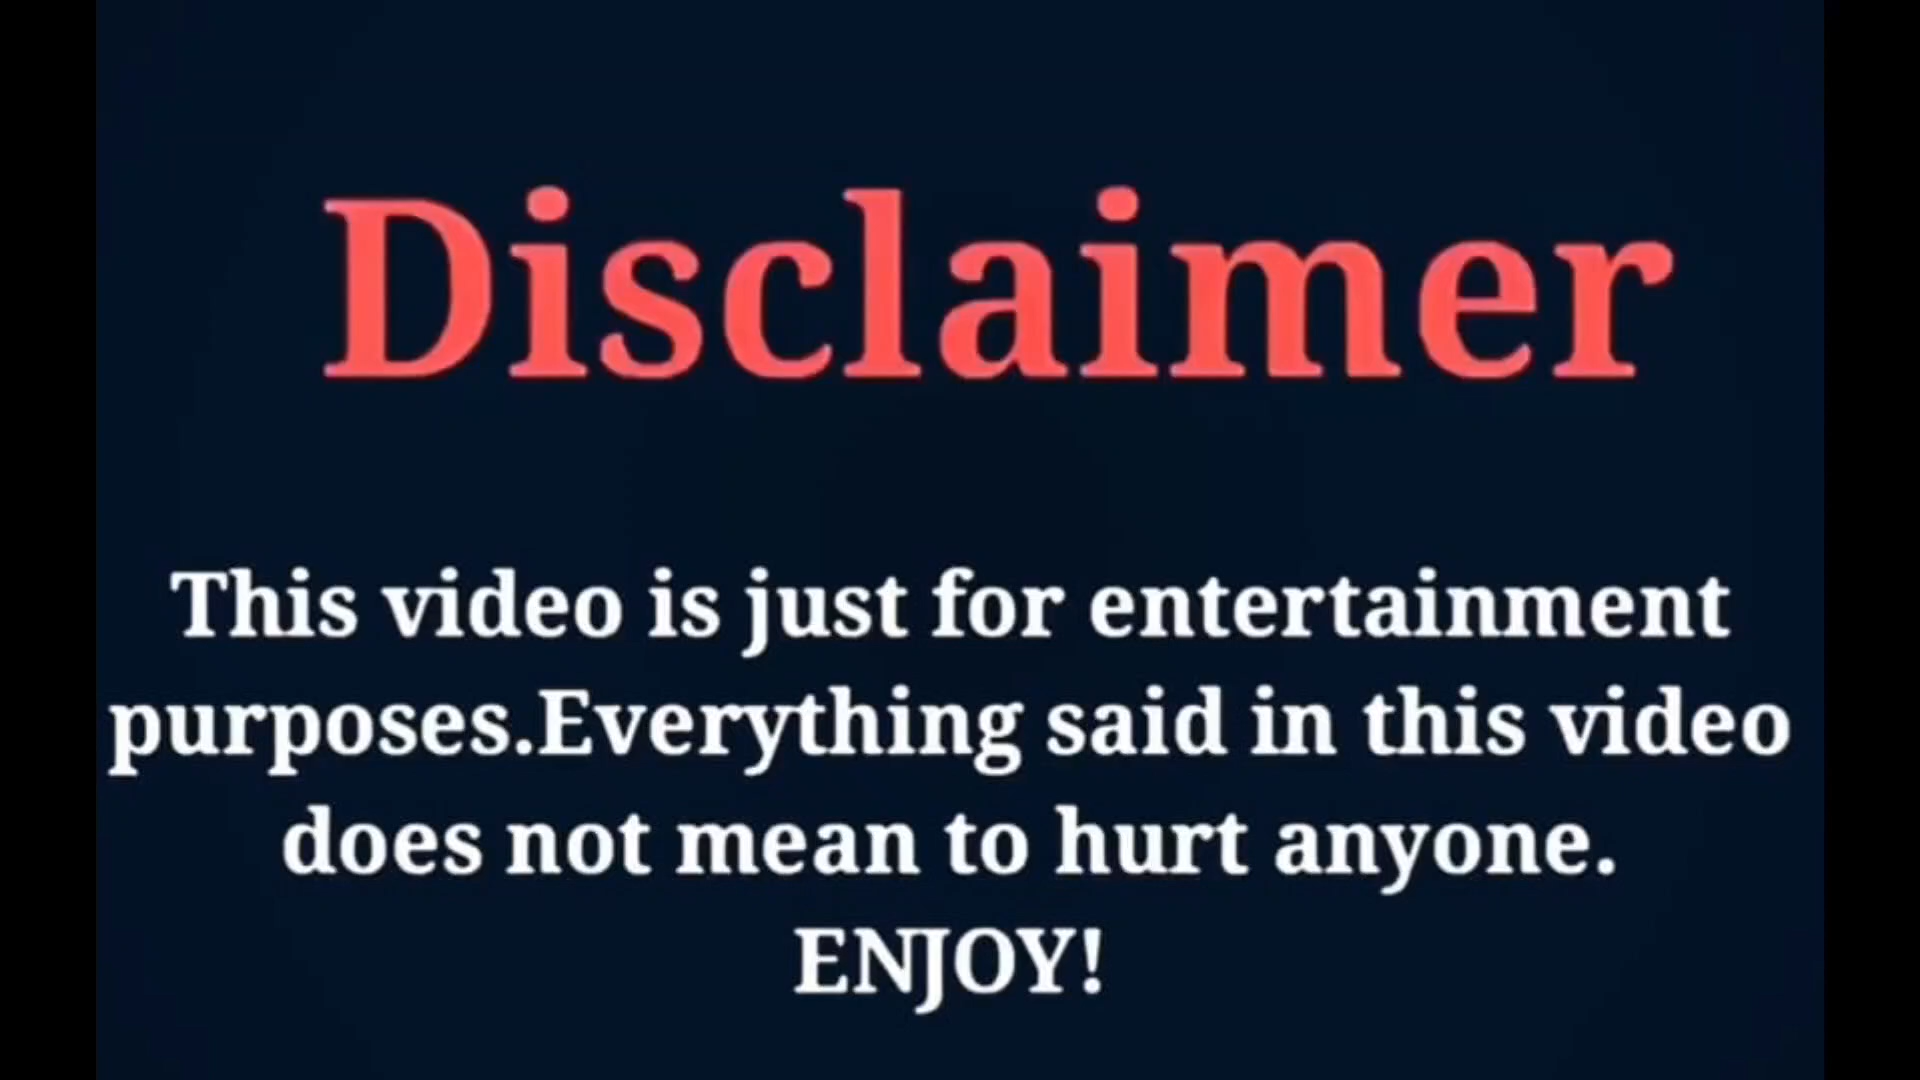 Disclaimer
This video is just for entertainment
purposes.Everything said in this video
does not mean to hurt anyone.
ENJOY!